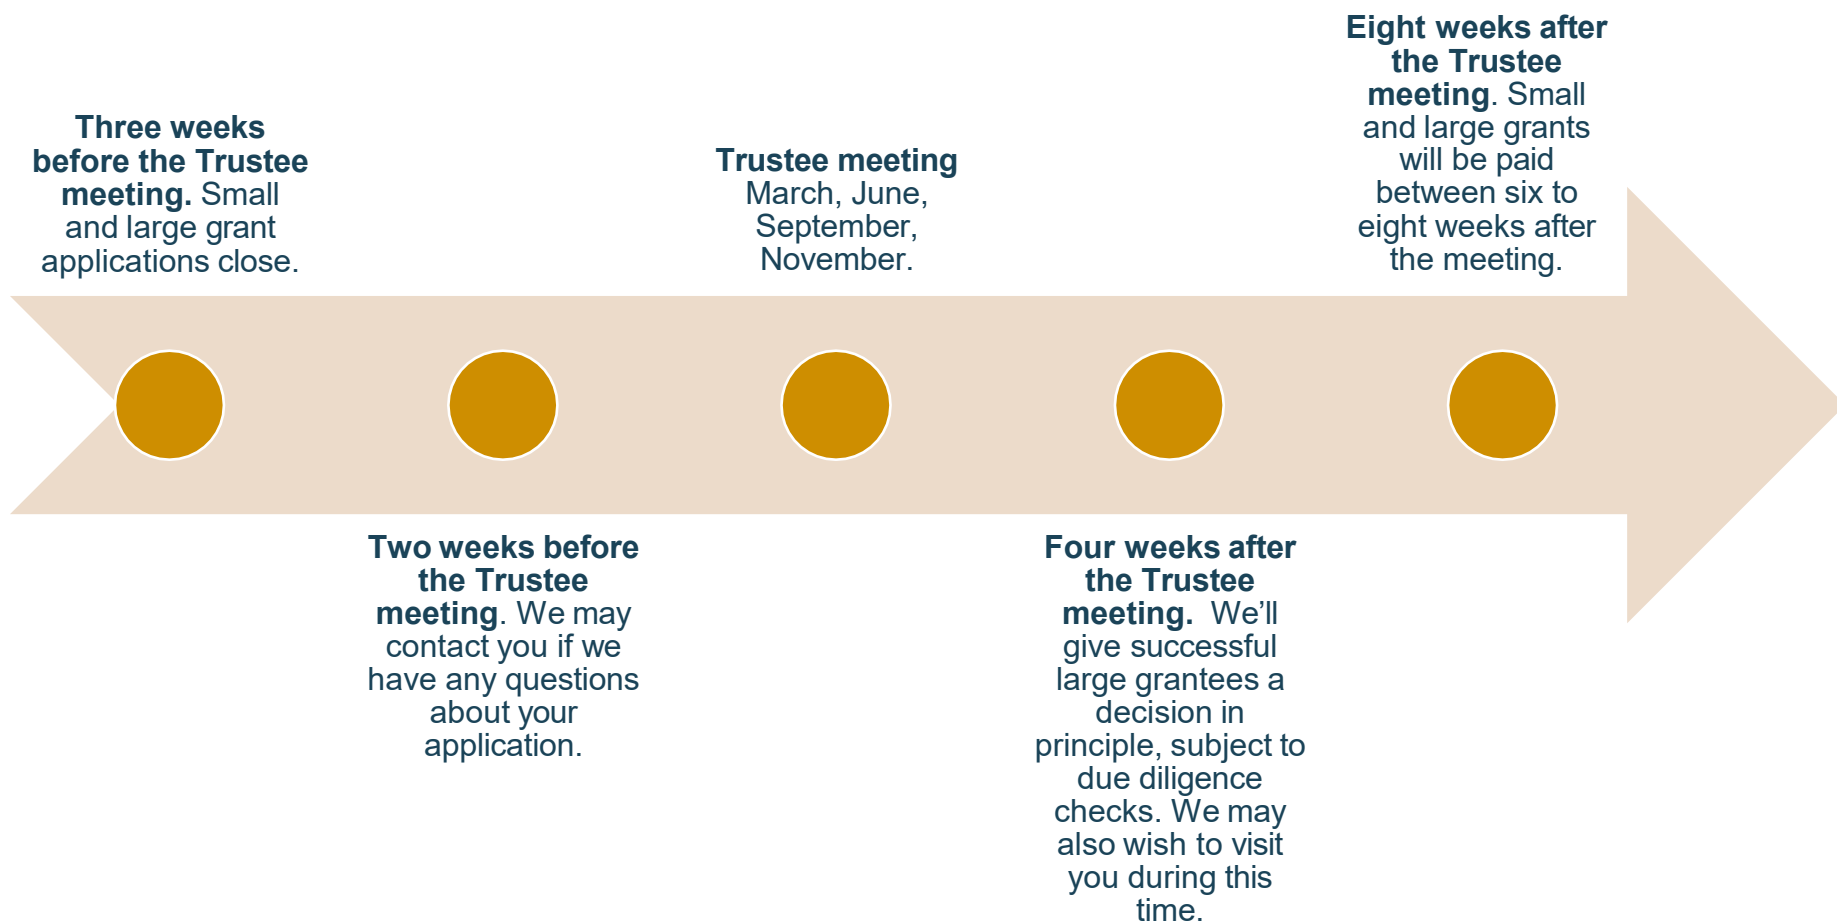 Three weeks
before the Trustee
meeting. Small
and large grant
applications close.
Two weeks before
the Trustee
meeting. We may
contact you if we
have any questions
about your
application.
Trustee meeting
March, June,
September,
November.
Four weeks after
the Trustee
meeting.  We’ll
give successful
large grantees a
decision in
principle, subject to
due diligence
checks. We may
also wish to visit
you during this
time.
Eight weeks after
the Trustee
meeting. Small
and large grants
will be paid
between six to
eight weeks after
the meeting.